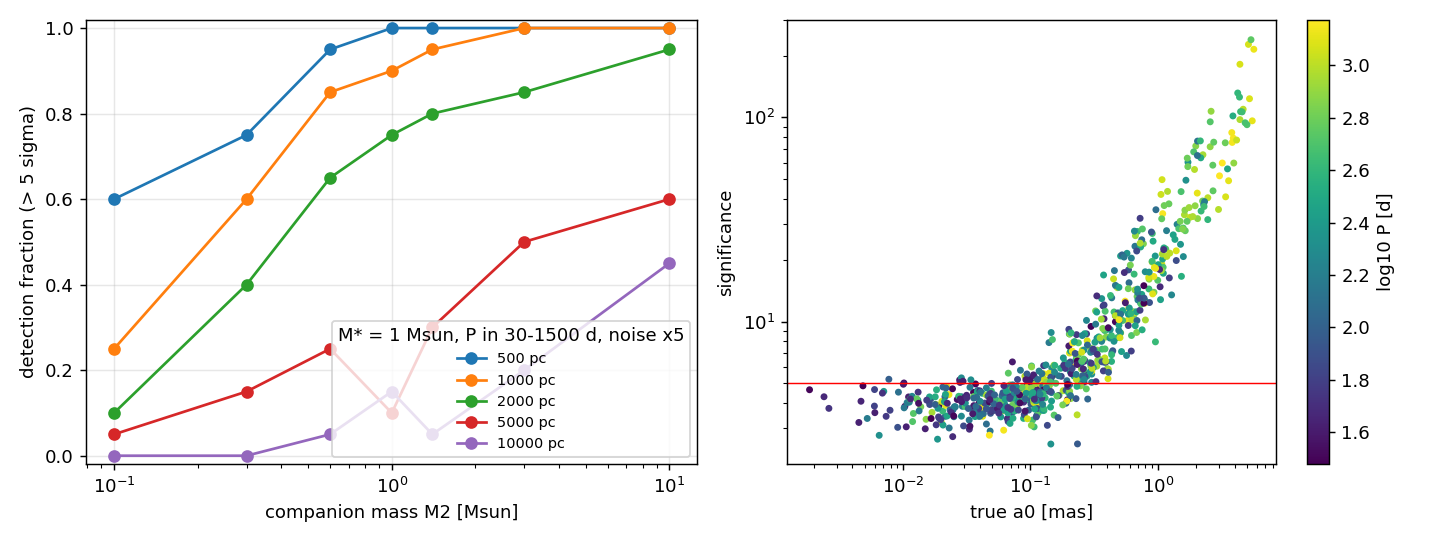 1.0
0.8
0.6
0.4
0.2
0.0
detection fraction (> 5 sigma)
10⁻¹
10⁰
10¹
companion mass M2 [Msun]
M* = 1 Msun, P in 30-1500 d, noise x5
500 pc
1000 pc
2000 pc
5000 pc
10000 pc
10²
10¹
significance
10⁻²
10⁻¹
10⁰
true a0 [mas]
3.0
2.8
2.6
2.4
2.2
2.0
1.8
1.6
log10 P [d]